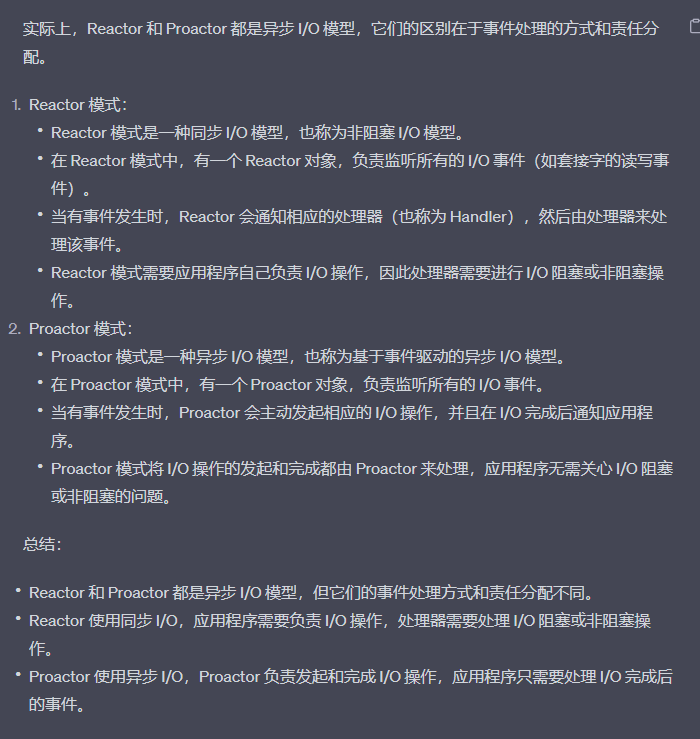 实际上，Reactor 和 Proactor 都是异步 I/O 模型，它们的区别在于事件处理的方式和责任分
配。
1. Reactor 模式：
• Reactor 模式是一种同步 I/O 模型，也称为非阻塞 I/O 模型。
• 在 Reactor 模式中，有一个 Reactor 对象，负责监听所有的 I/O 事件（如套接字的读写事
件）。
• 当有事件发生时，Reactor 会通知相应的处理器（也称为 Handler），然后由处理器来处
理该事件。
• Reactor 模式需要应用程序自己负责 I/O 操作，因此处理器需要进行 I/O 阻塞或非阻塞操
作。
2. Proactor 模式：
• Proactor 模式是一种异步 I/O 模型，也称为基于事件驱动的异步 I/O 模型。
• 在 Proactor 模式中，有一个 Proactor 对象，负责监听所有的 I/O 事件。
• 当有事件发生时，Proactor 会主动发起相应的 I/O 操作，并且在 I/O 完成后通知应用程
序。
• Proactor 模式将 I/O 操作的发起和完成都由 Proactor 来处理，应用程序无需关心 I/O 阻塞
或非阻塞的问题。
总结：
• Reactor 和 Proactor 都是异步 I/O 模型，但它们的事件处理方式和责任分配不同。
• Reactor 使用同步 I/O，应用程序需要负责 I/O 操作，处理器需要处理 I/O 阻塞或非阻塞操
作。
• Proactor 使用异步 I/O，Proactor 负责发起和完成 I/O 操作，应用程序只需要处理 I/O 完成后
的事件。